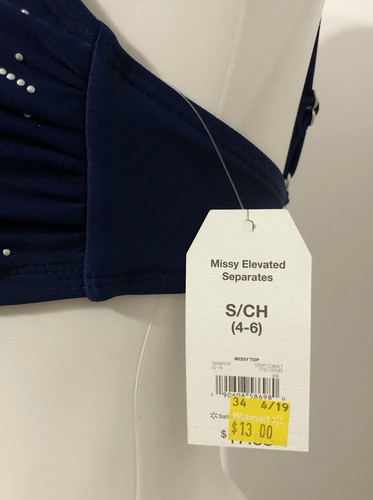 Missy Elevated
Separates
S/CH
(4-6)
MISSY TOP
34 4/19
Walmart
$13 00
$